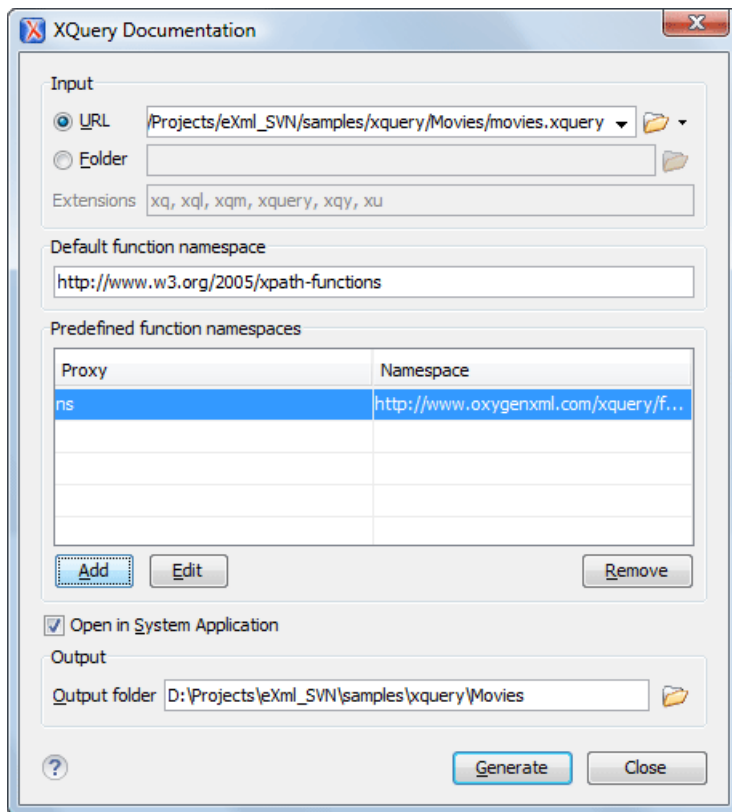 XQuery Documentation
Input
URL /Projects/eXml_SVN/samples/xquery/Movies/movies.xquery
Folder
Extensions xq, xql, xqm, xquery, xqy, xu
Default function namespace
http://www.w3.org/2005/xpath-functions
Predefined function namespaces
Proxy Namespace
ns http://www.oxygenxml.com/xquery/f...
Add Edit Remove
Open in System Application
Output
Output folder D:\Projects\eXml_SVN\samples\xquery\Movies
? Generate Close